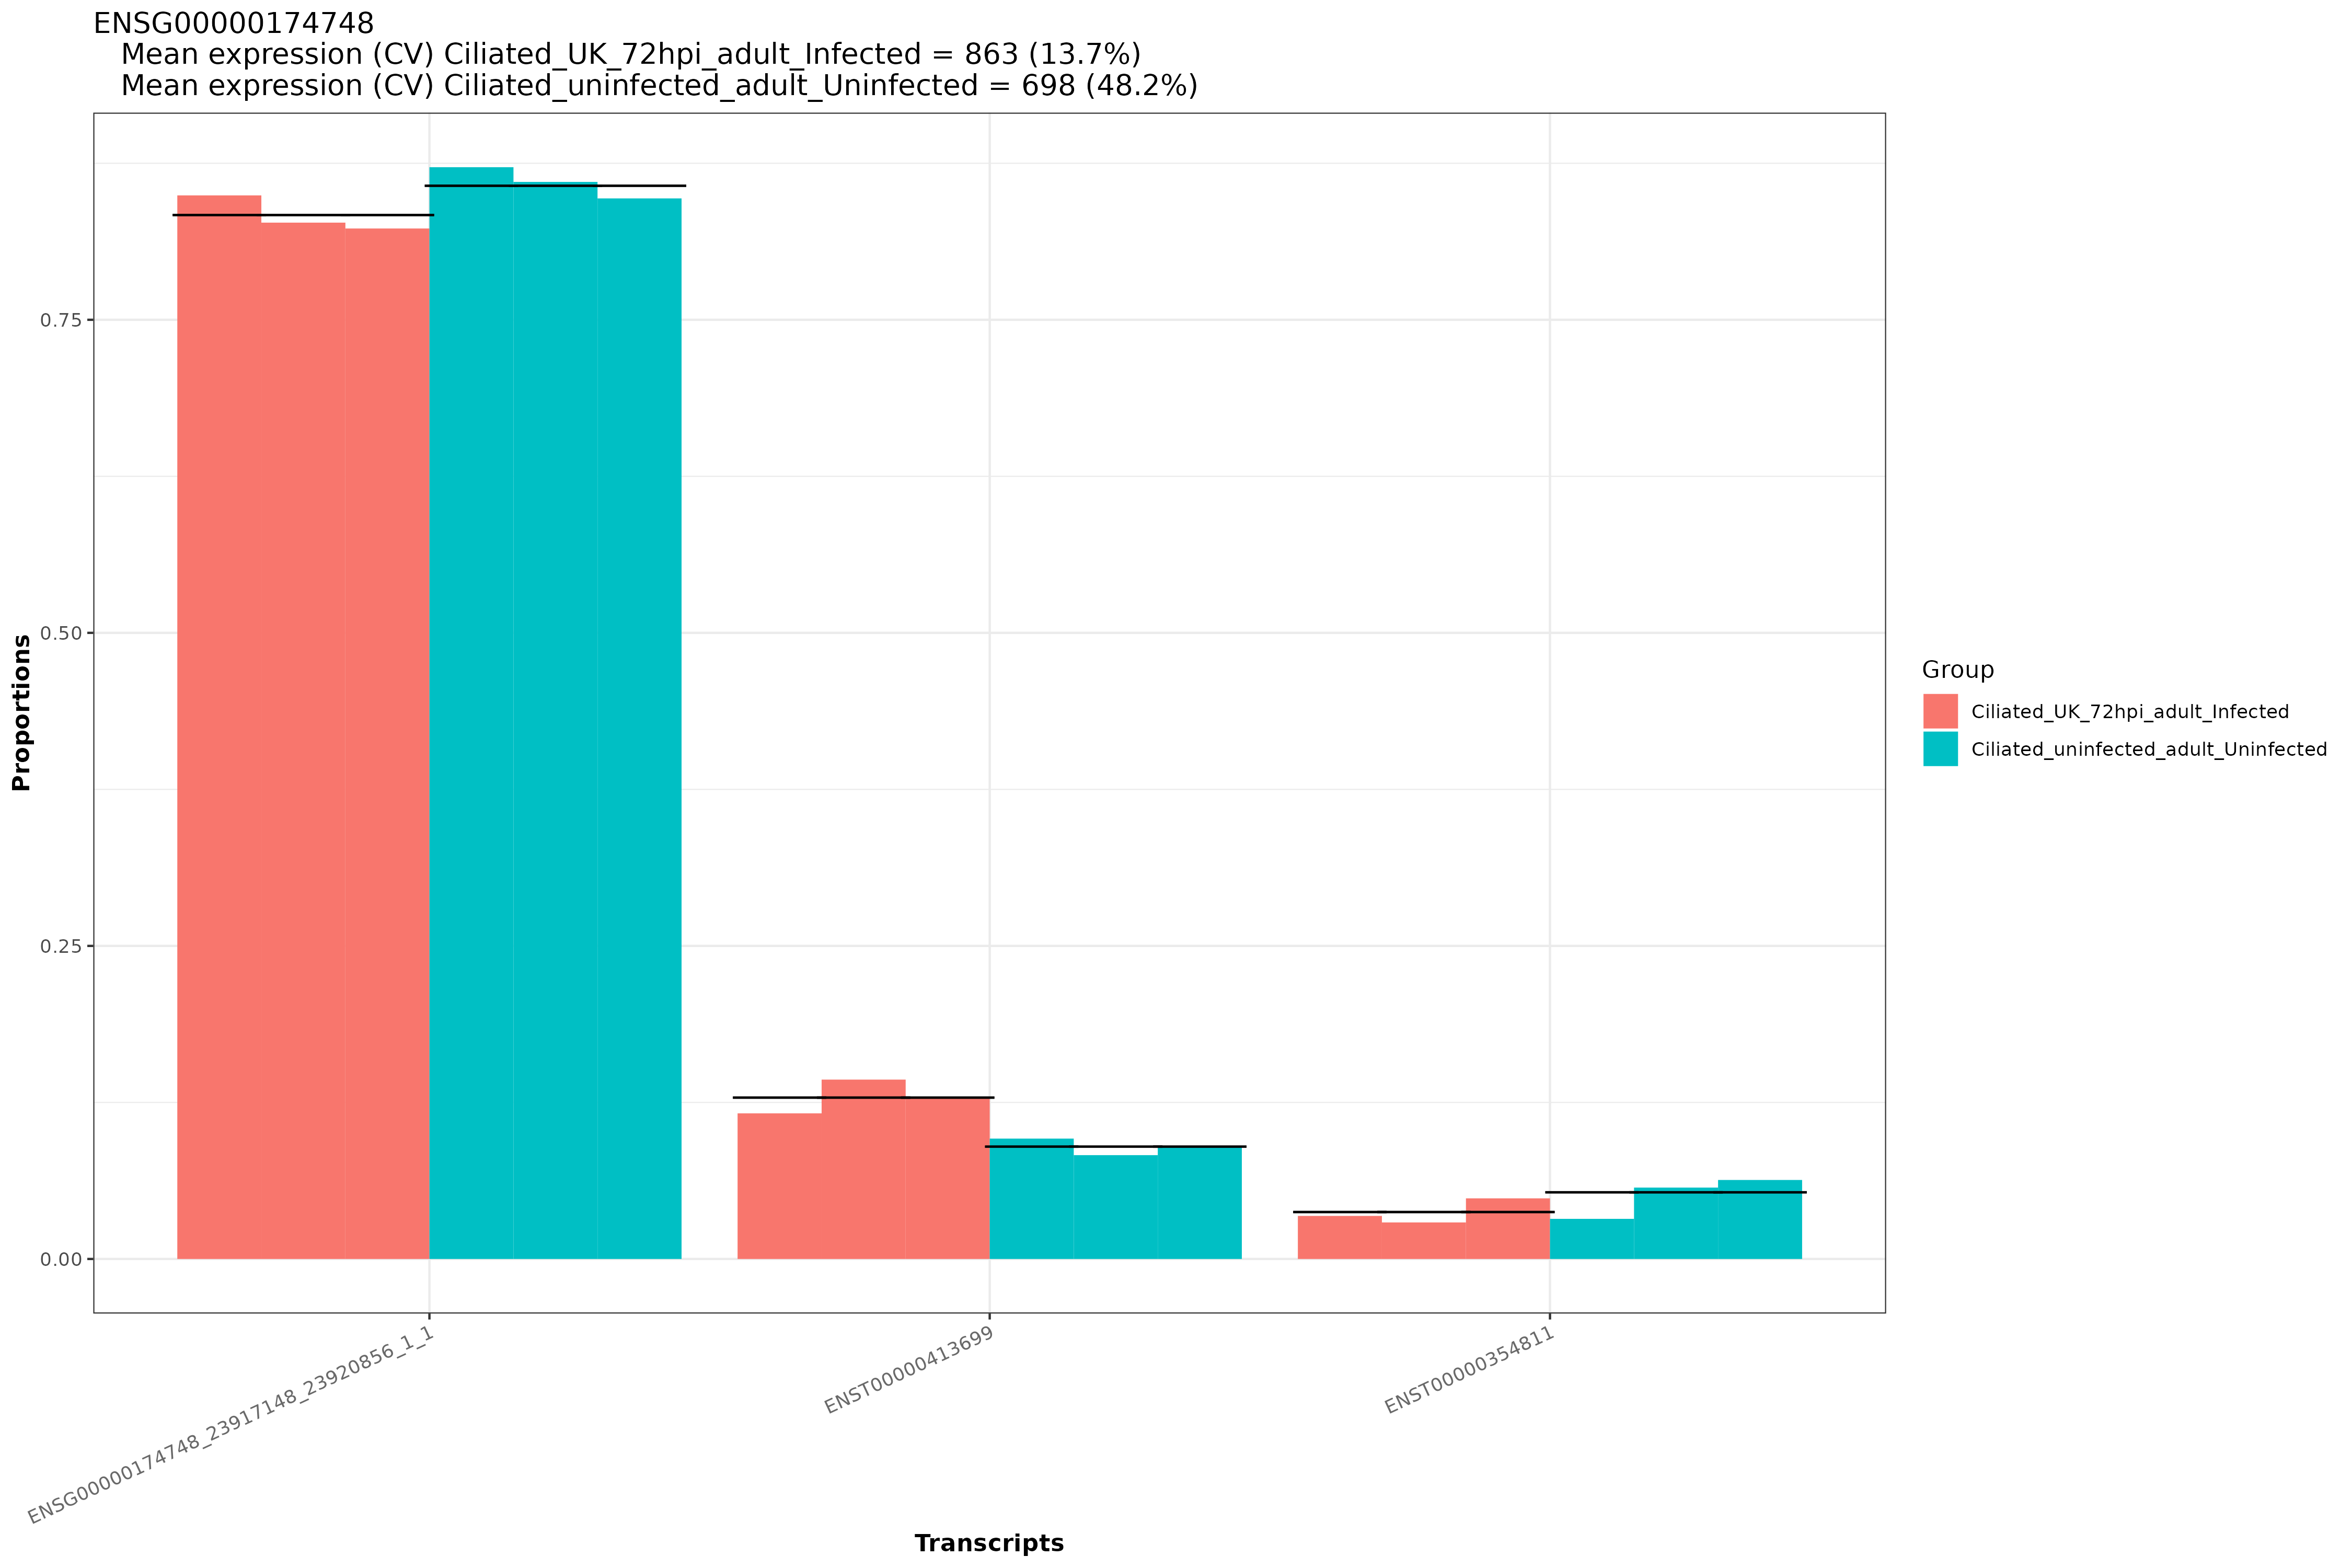 ENSG00000174748
Mean expression (CV) Ciliated_UK_72hpi_adult_Infected = 863 (13.7%)
Mean expression (CV) Ciliated_uninfected_adult_Uninfected = 698 (48.2%)
Proportions
0.75
0.50
0.25
0.00
ENSG00000174748_23917148_23920856_1_1
ENST00000413699
ENST00000354811
Transcripts
Group
Ciliated_UK_72hpi_adult_Infected
Ciliated_uninfected_adult_Uninfected